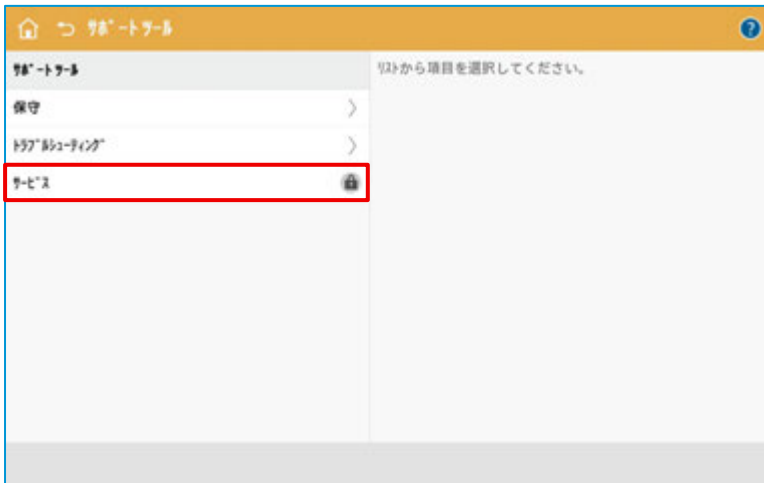 ｻﾎﾟｰﾄﾂｰﾙ
ｻﾎﾟｰﾄﾂｰﾙ
ﾘｽﾄから項目を選択してください。
保守
ﾄﾗﾌﾞﾙｼｭｰﾃｨﾝｸﾞ
ｻｰﾋﾞｽ